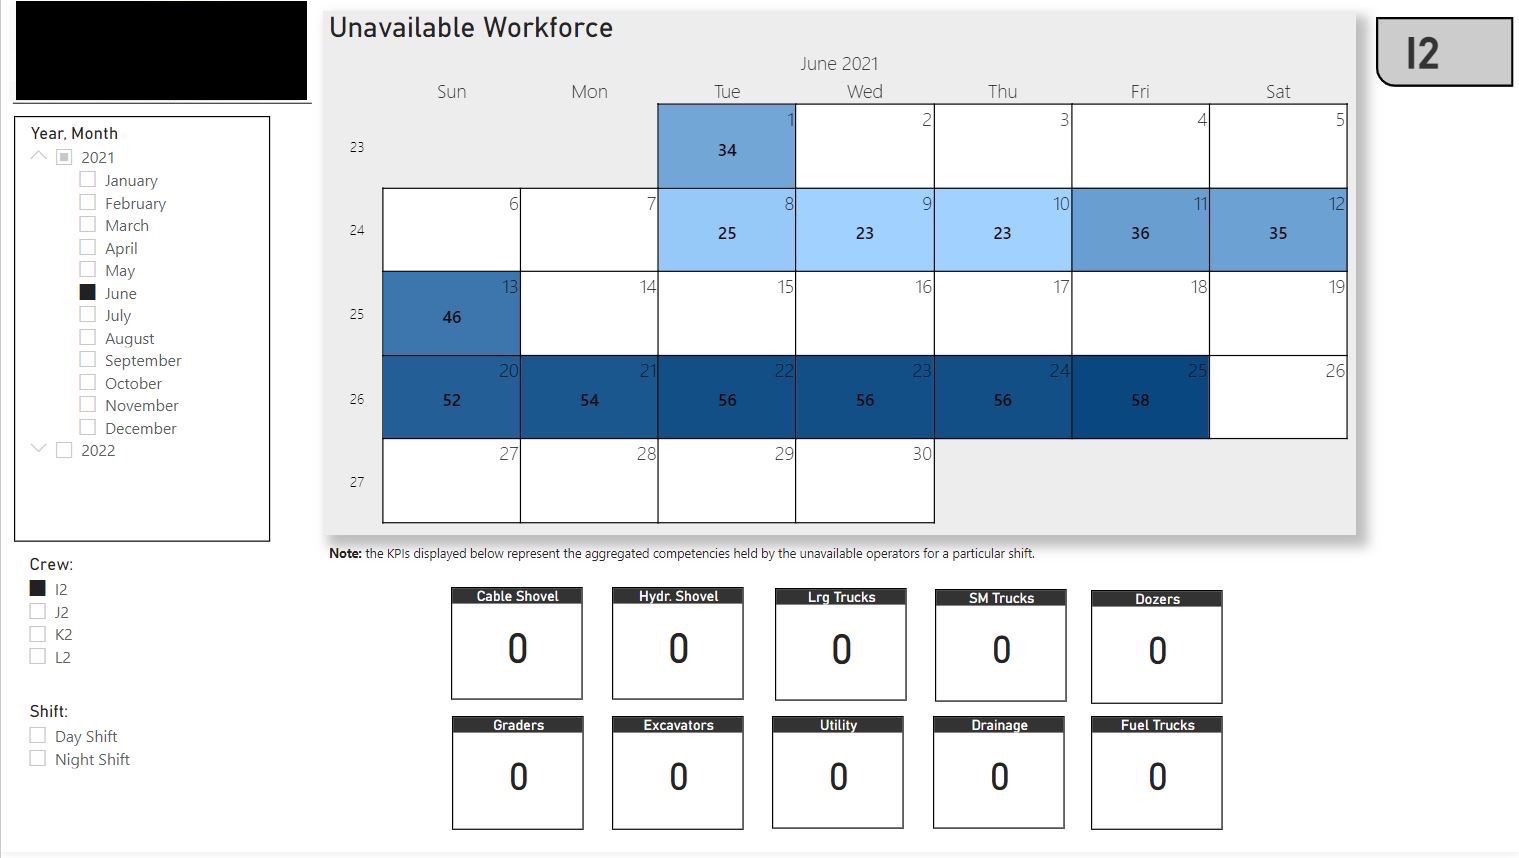 Unavailable Workforce
I2
June 2021
Sun Mon Tue Wed Thu Fri Sat
23
1 2 3 4 5
34
24
6 7 8 9 10 11 12
25 23 23 36 35
25
13 14 15 16 17 18 19
46
26
20 21 22 23 24 25 26
52 54 56 56 56 58
27
27 28 29 30
Year, Month
2021
January
February
March
April
May
June
July
August
September
October
November
December
2022
Note: the KPIs displayed below represent the aggregated competencies held by the unavailable operators for a particular shift.
Crew:
I2
J2
K2
L2
Shift:
Day Shift
Night Shift
Cable Shovel Hydr. Shovel Lrg Trucks SM Trucks Dozers
0 0 0 0 0
Graders Excavators Utility Drainage Fuel Trucks
0 0 0 0 0